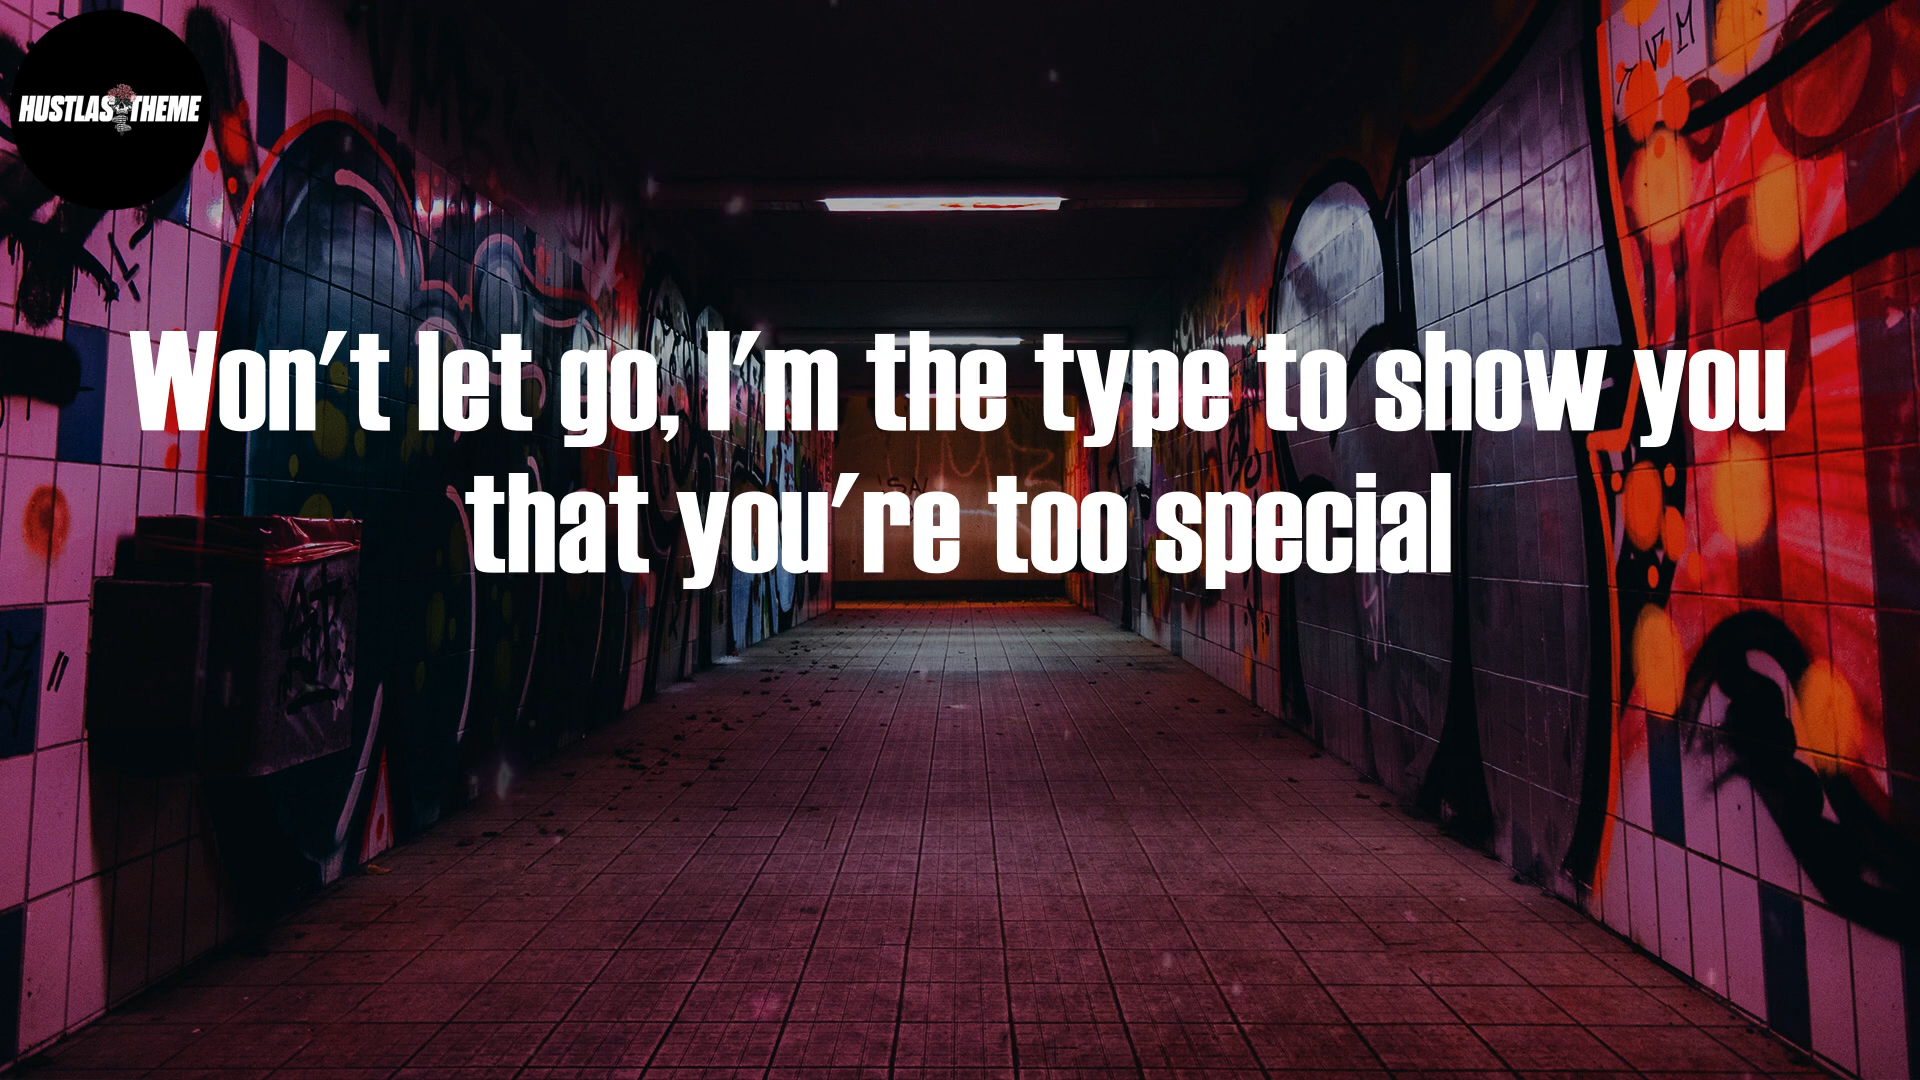 HUSTLAS THEME
Won't let go, I'm the type to show you
that you're too special